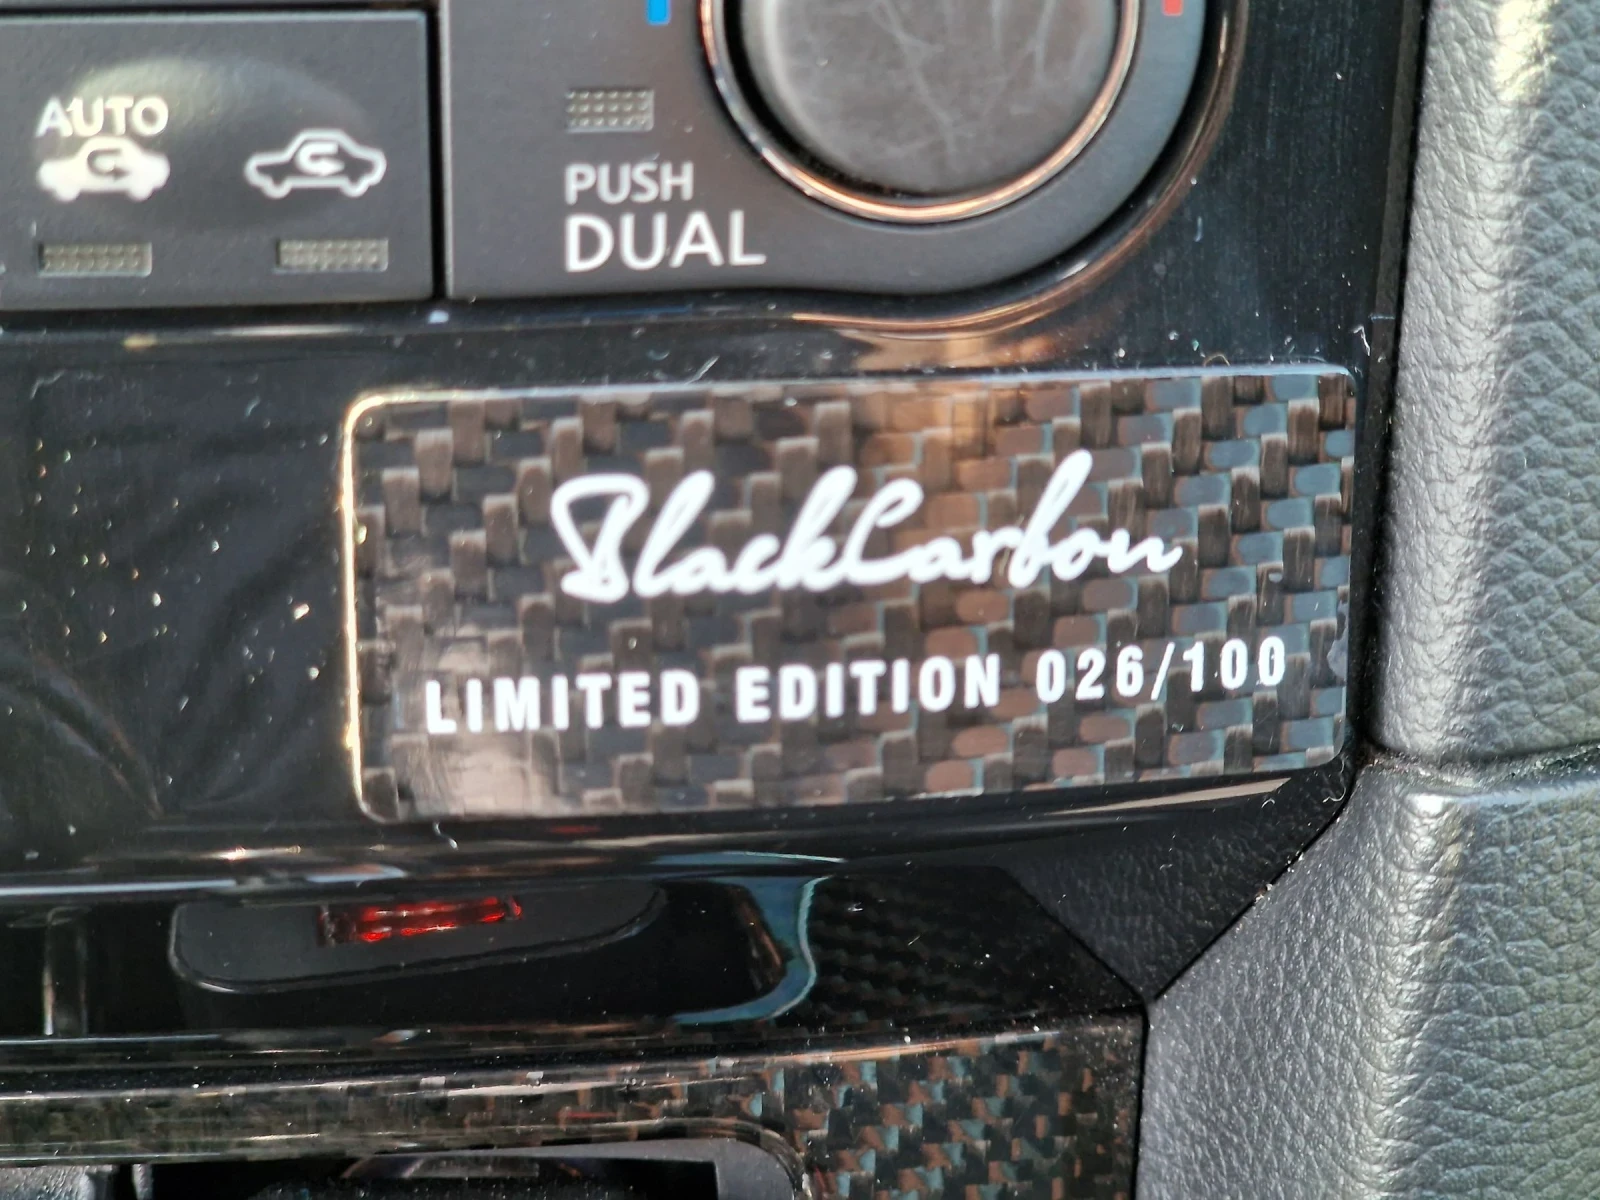 AUTO
PUSH
DUAL
BlackCarbon
LIMITED EDITION 026/100